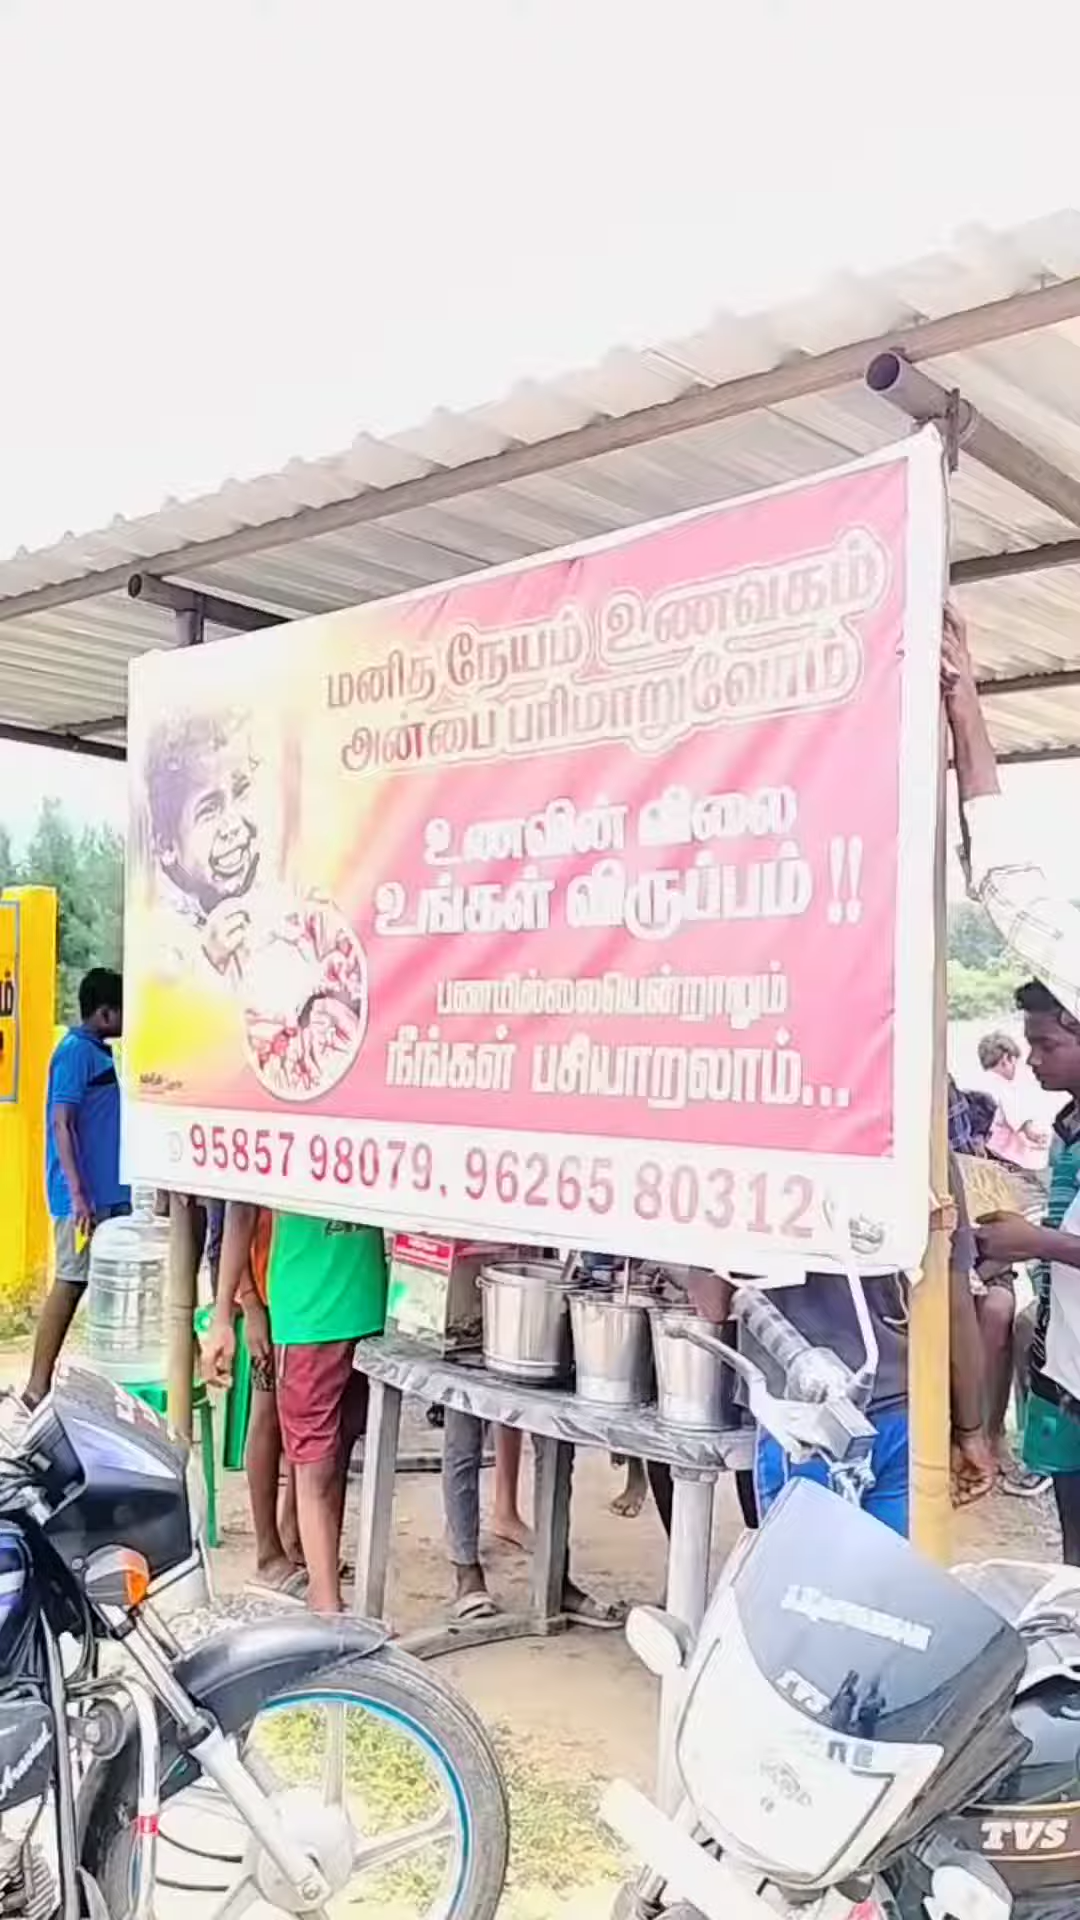 மனித நேயம் உணவகம்
அன்பை பரிமாறுவோம்
உணவின் விலை
உங்கள் விருப்பம் !!
பணமில்லையென்றாலும்
நீங்கள் பசியாறலாம்...
95857 98079, 96265 80312
TVS